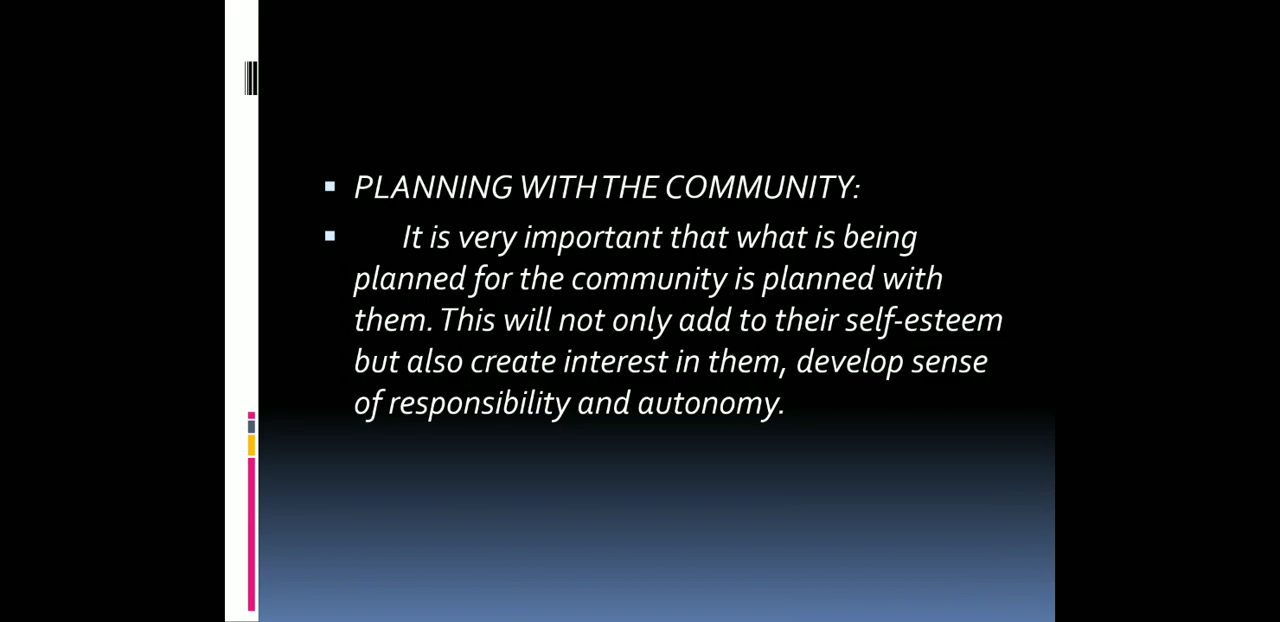 PLANNING WITH THE COMMUNITY:
It is very important that what is being
planned for the community is planned with
them. This will not only add to their self-esteem
but also create interest in them, develop sense
of responsibility and autonomy.